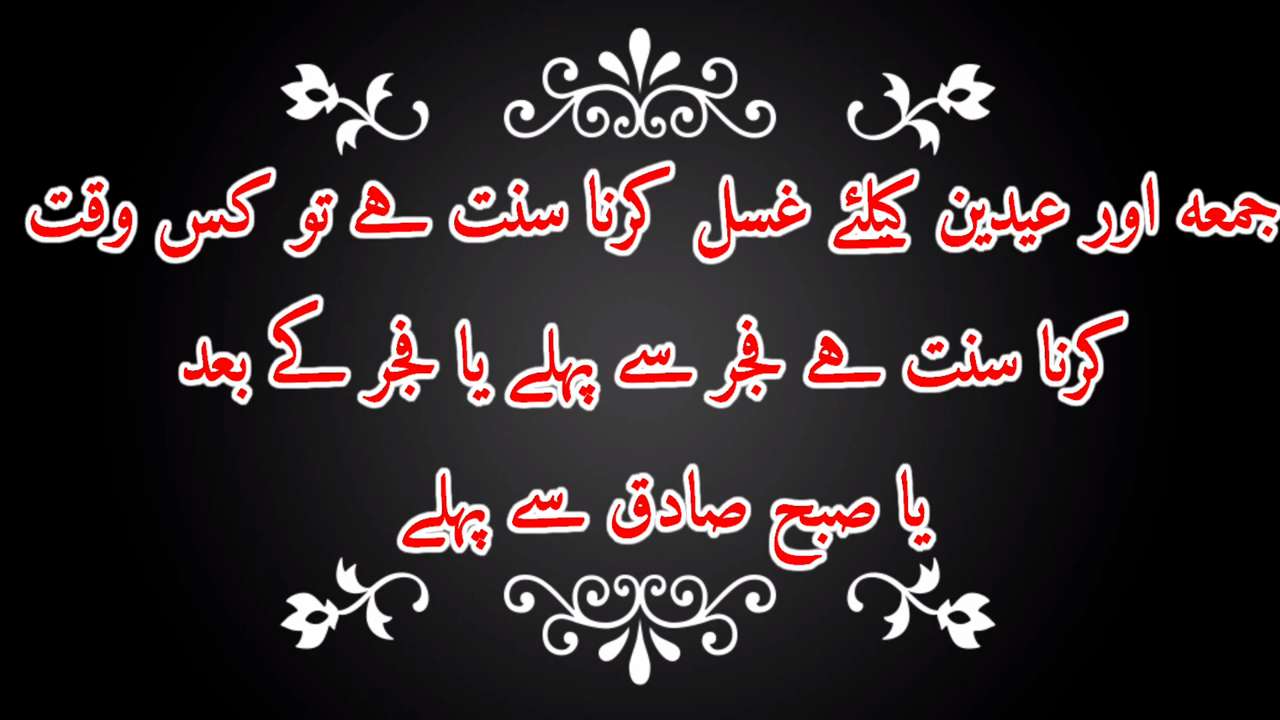 جمعہ اور عیدین کیلئے غسل کرنا سنت ہے تو کس وقت
کرنا سنت ہے فجر سے پہلے یا فجر کے بعد
یا صبح صادق سے پہلے